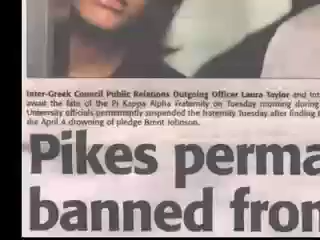 Inter-Greek Council Public Relations Outgoing Officer Laura Taylor and Int
await the fate of the Pi Kappa Alpha Fraternity on Tuesday morning during
University officials permanently suspended the fraternity Tuesday after finding t
the April 4 drowning of pledge Brent Johnson.
Pikes perma
banned from